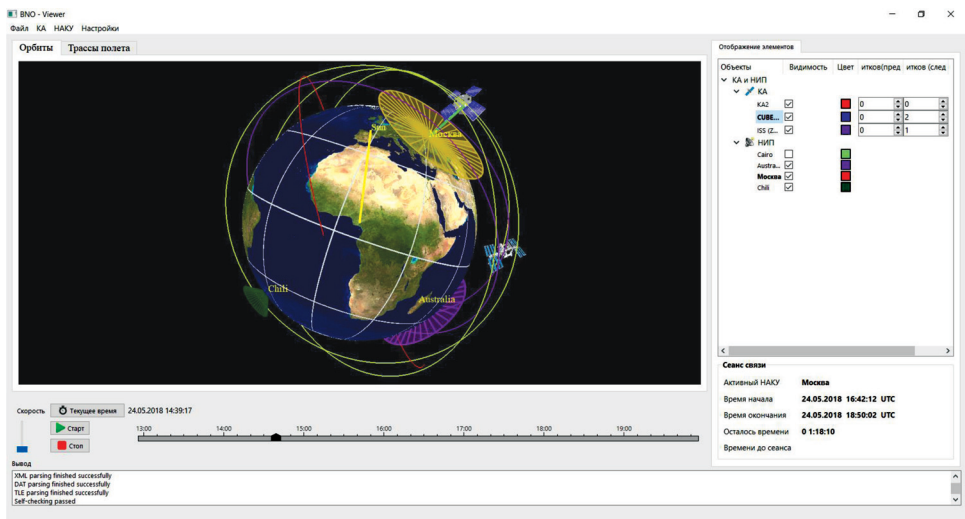 BNO - Viewer
Файл КА НАКУ Настройки
Орбиты Трассы полета
Sun
Москва
Chili
Australia
Отображение элементов
Объекты Видимость Цвет итков(пред итков (след
КА и НИП
КА
КА2 0 0
CUBE... 0 2
ISS (Z... 0 1
НИП
Cairo
Austra...
Москва
Chili
Сеанс связи
Активный НАКУ Москва
Время начала 24.05.2018 16:42:12 UTC
Время окончания 24.05.2018 18:50:02 UTC
Осталось времени 0 1:18:10
Времени до сеанса
Скорость Текущее время 24.05.2018 14:39:17
Старт
Стоп
13:00 14:00 15:00 16:00 17:00 18:00 19:00
Вывод
XML parsing finished successfully
DAT parsing finished successfully
TLE parsing finished successfully
Self-checking passed